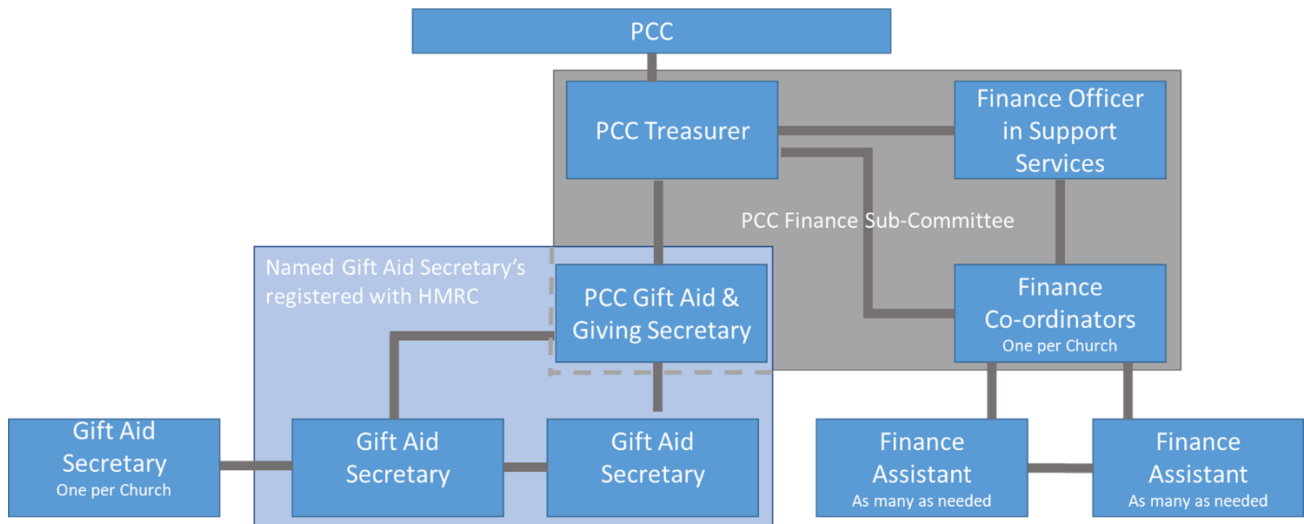 PCC
PCC Treasurer
Finance Officer
in Support
Services
PCC Finance Sub-Committee
Named Gift Aid Secretary's
registered with HMRC
PCC Gift Aid &
Giving Secretary
Finance
Co-ordinators
One per Church
Gift Aid
Secretary
One per Church
Gift Aid
Secretary
Gift Aid
Secretary
Finance
Assistant
As many as needed
Finance
Assistant
As many as needed